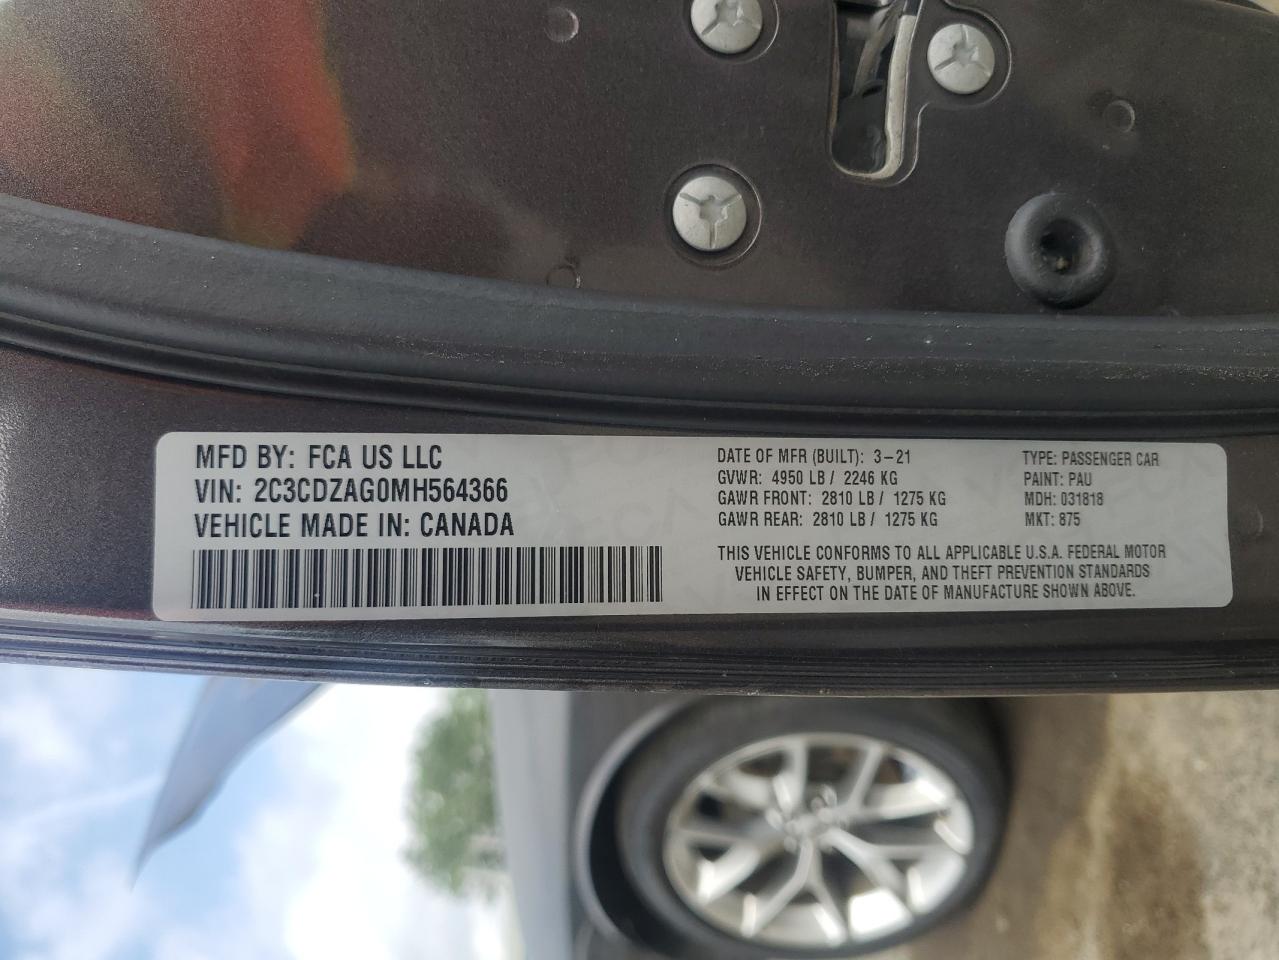 MFD BY: FCA US LLC
VIN: 2C3CDZAG0MH564366
VEHICLE MADE IN: CANADA
DATE OF MFR (BUILT): 3-21
GVWR: 4950 LB / 2246 KG
GAWR FRONT: 2810 LB / 1275 KG
GAWR REAR: 2810 LB / 1275 KG
TYPE: PASSENGER CAR
PAINT: PAU
MDH: 031818
MKT: 875
THIS VEHICLE CONFORMS TO ALL APPLICABLE U.S.A. FEDERAL MOTOR
VEHICLE SAFETY, BUMPER, AND THEFT PREVENTION STANDARDS
IN EFFECT ON THE DATE OF MANUFACTURE SHOWN ABOVE.